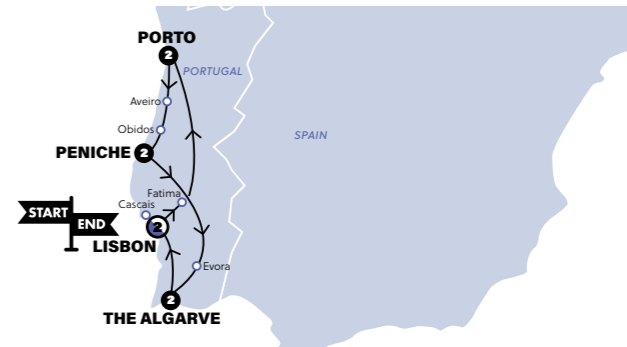 PORTO
2
PORTUGAL
Aveiro
Obidos
SPAIN
PENICHE
2
Fatima
Cascais
START
END
2
LISBON
Evora
2
THE ALGARVE